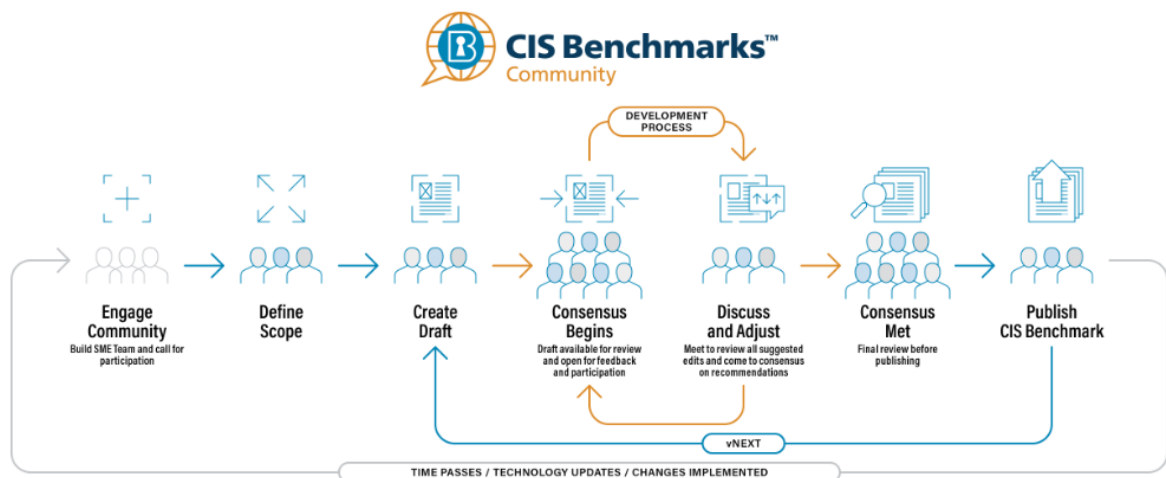 CIS Benchmarks™
Community
DEVELOPMENT
PROCESS
Engage
Community
Build SME Team and call for
participation
Define
Scope
Create
Draft
Consensus
Begins
Draft available for review
and open for feedback
and participation
Discuss
and Adjust
Meet to review all suggested
edits and come to consensus
on recommendations
Consensus
Met
Final review before
publishing
Publish
CIS Benchmark
vNEXT
TIME PASSES / TECHNOLOGY UPDATES / CHANGES IMPLEMENTED